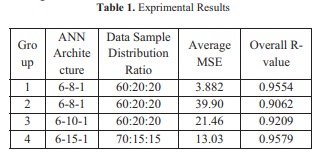 Table 1. Exprimental Results
Gro up ANN Archite cture Data Sample Distribution Ratio Average MSE Overall R- value
1 6-8-1 60:20:20 3.882 0.9554
2 6-8-1 60:20:20 39.90 0.9062
3 6-10-1 60:20:20 21.46 0.9209
4 6-15-1 70:15:15 13.03 0.9579